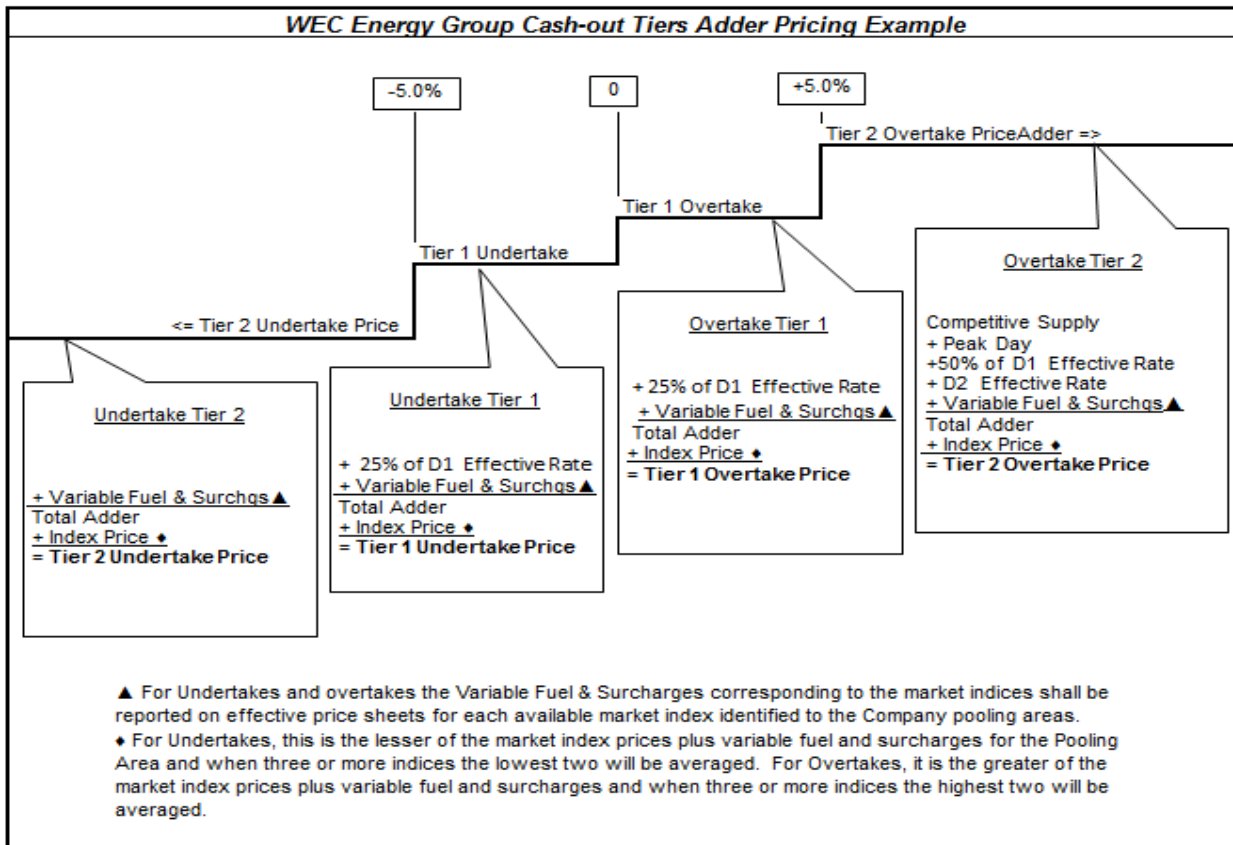 WEC Energy Group Cash-out Tiers Adder Pricing Example
-5.0%
0
+5.0%
Tier 2 Overtake PriceAdder =>
Tier 1 Overtake
Tier 1 Undertake
<= Tier 2 Undertake Price
Undertake Tier 2
+ Variable Fuel & Surchgs▲
Total Adder
+ Index Price ♦
= Tier 2 Undertake Price
Undertake Tier 1
+ 25% of D1 Effective Rate
+ Variable Fuel & Surchgs▲
Total Adder
+ Index Price ♦
= Tier 1 Undertake Price
Overtake Tier 1
+ 25% of D1 Effective Rate
+ Variable Fuel & Surchgs▲
Total Adder
+ Index Price ♦
= Tier 1 Overtake Price
Overtake Tier 2
Competitive Supply
+ Peak Day
+50% of D1 Effective Rate
+ D2 Effective Rate
+ Variable Fuel & Surchgs▲
Total Adder
+ Index Price ♦
= Tier 2 Overtake Price
▲ For Undertakes and overtakes the Variable Fuel & Surcharges corresponding to the market indices shall be
reported on effective price sheets for each available market index identified to the Company pooling areas.
♦ For Undertakes, this is the lesser of the market index prices plus variable fuel and surcharges for the Pooling
Area and when three or more indices the lowest two will be averaged. For Overtakes, it is the greater of the
market index prices plus variable fuel and surcharges and when three or more indices the highest two will be
averaged.